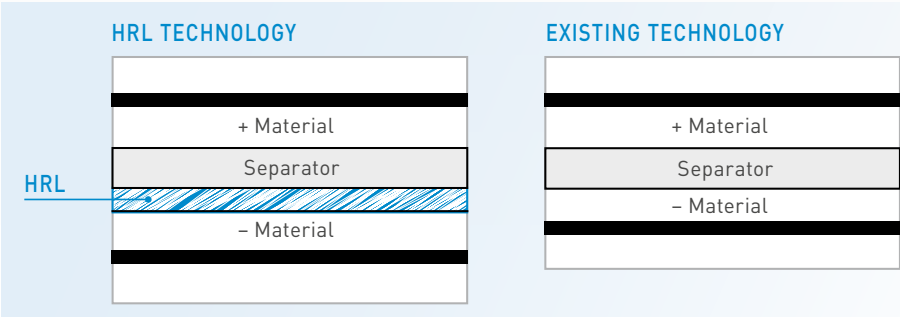 HRL TECHNOLOGY
+ Material
Separator
HRL
– Material
EXISTING TECHNOLOGY
+ Material
Separator
– Material